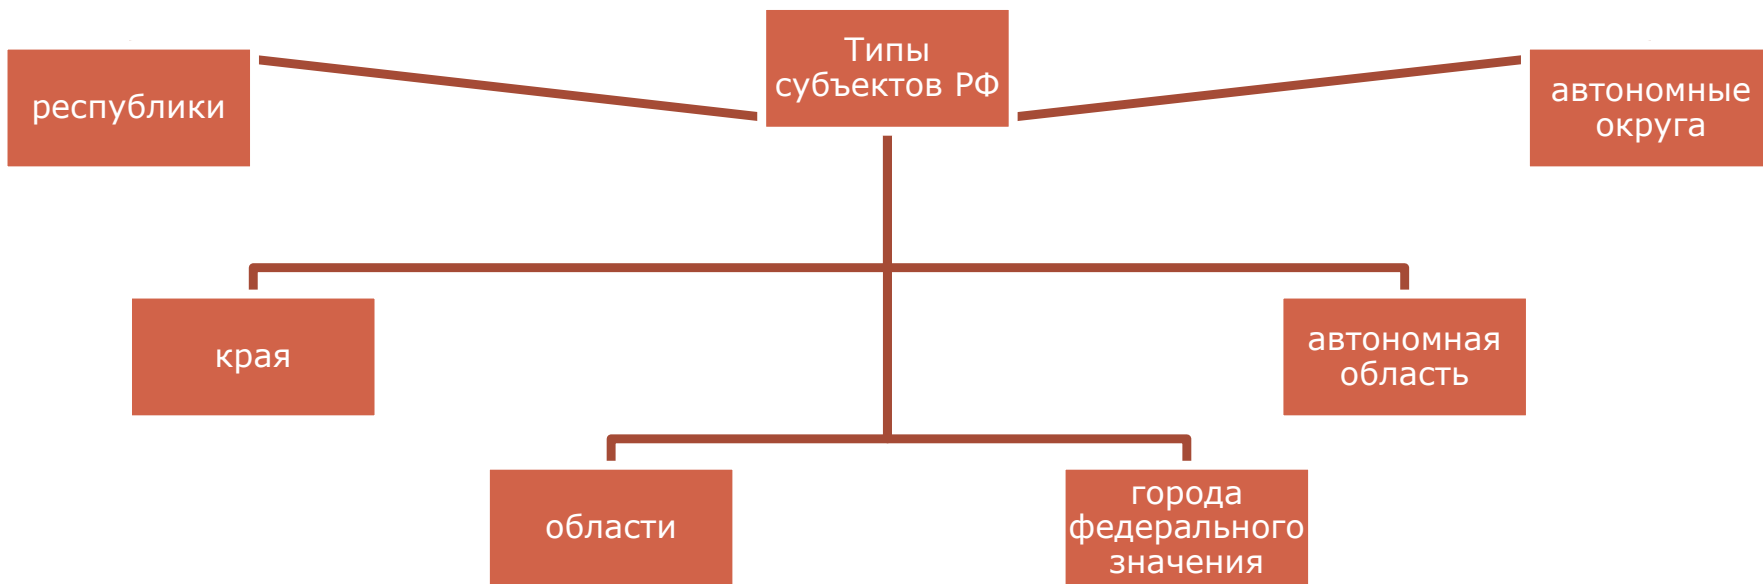 Типы
субъектов РФ
республики
автономные
округа
края
автономная
область
области
города
федерального
значения